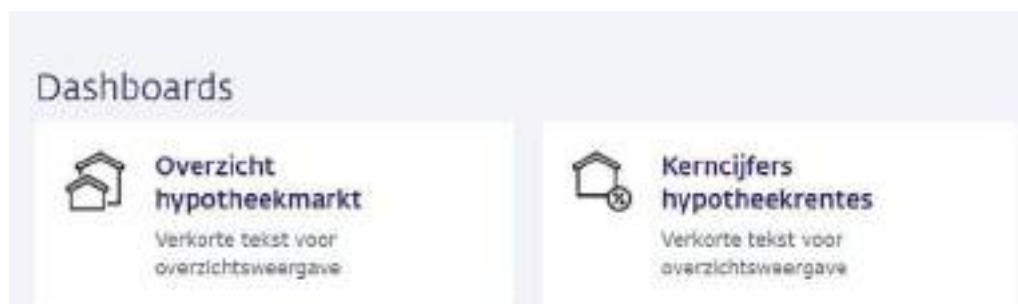 Dashboards
Overzicht
hypotheekmarkt
Verkorte tekst voor
overzichtsweergave
Kerncijfers
hypotheekrentes
Verkorte tekst voor
overzichtsweergave